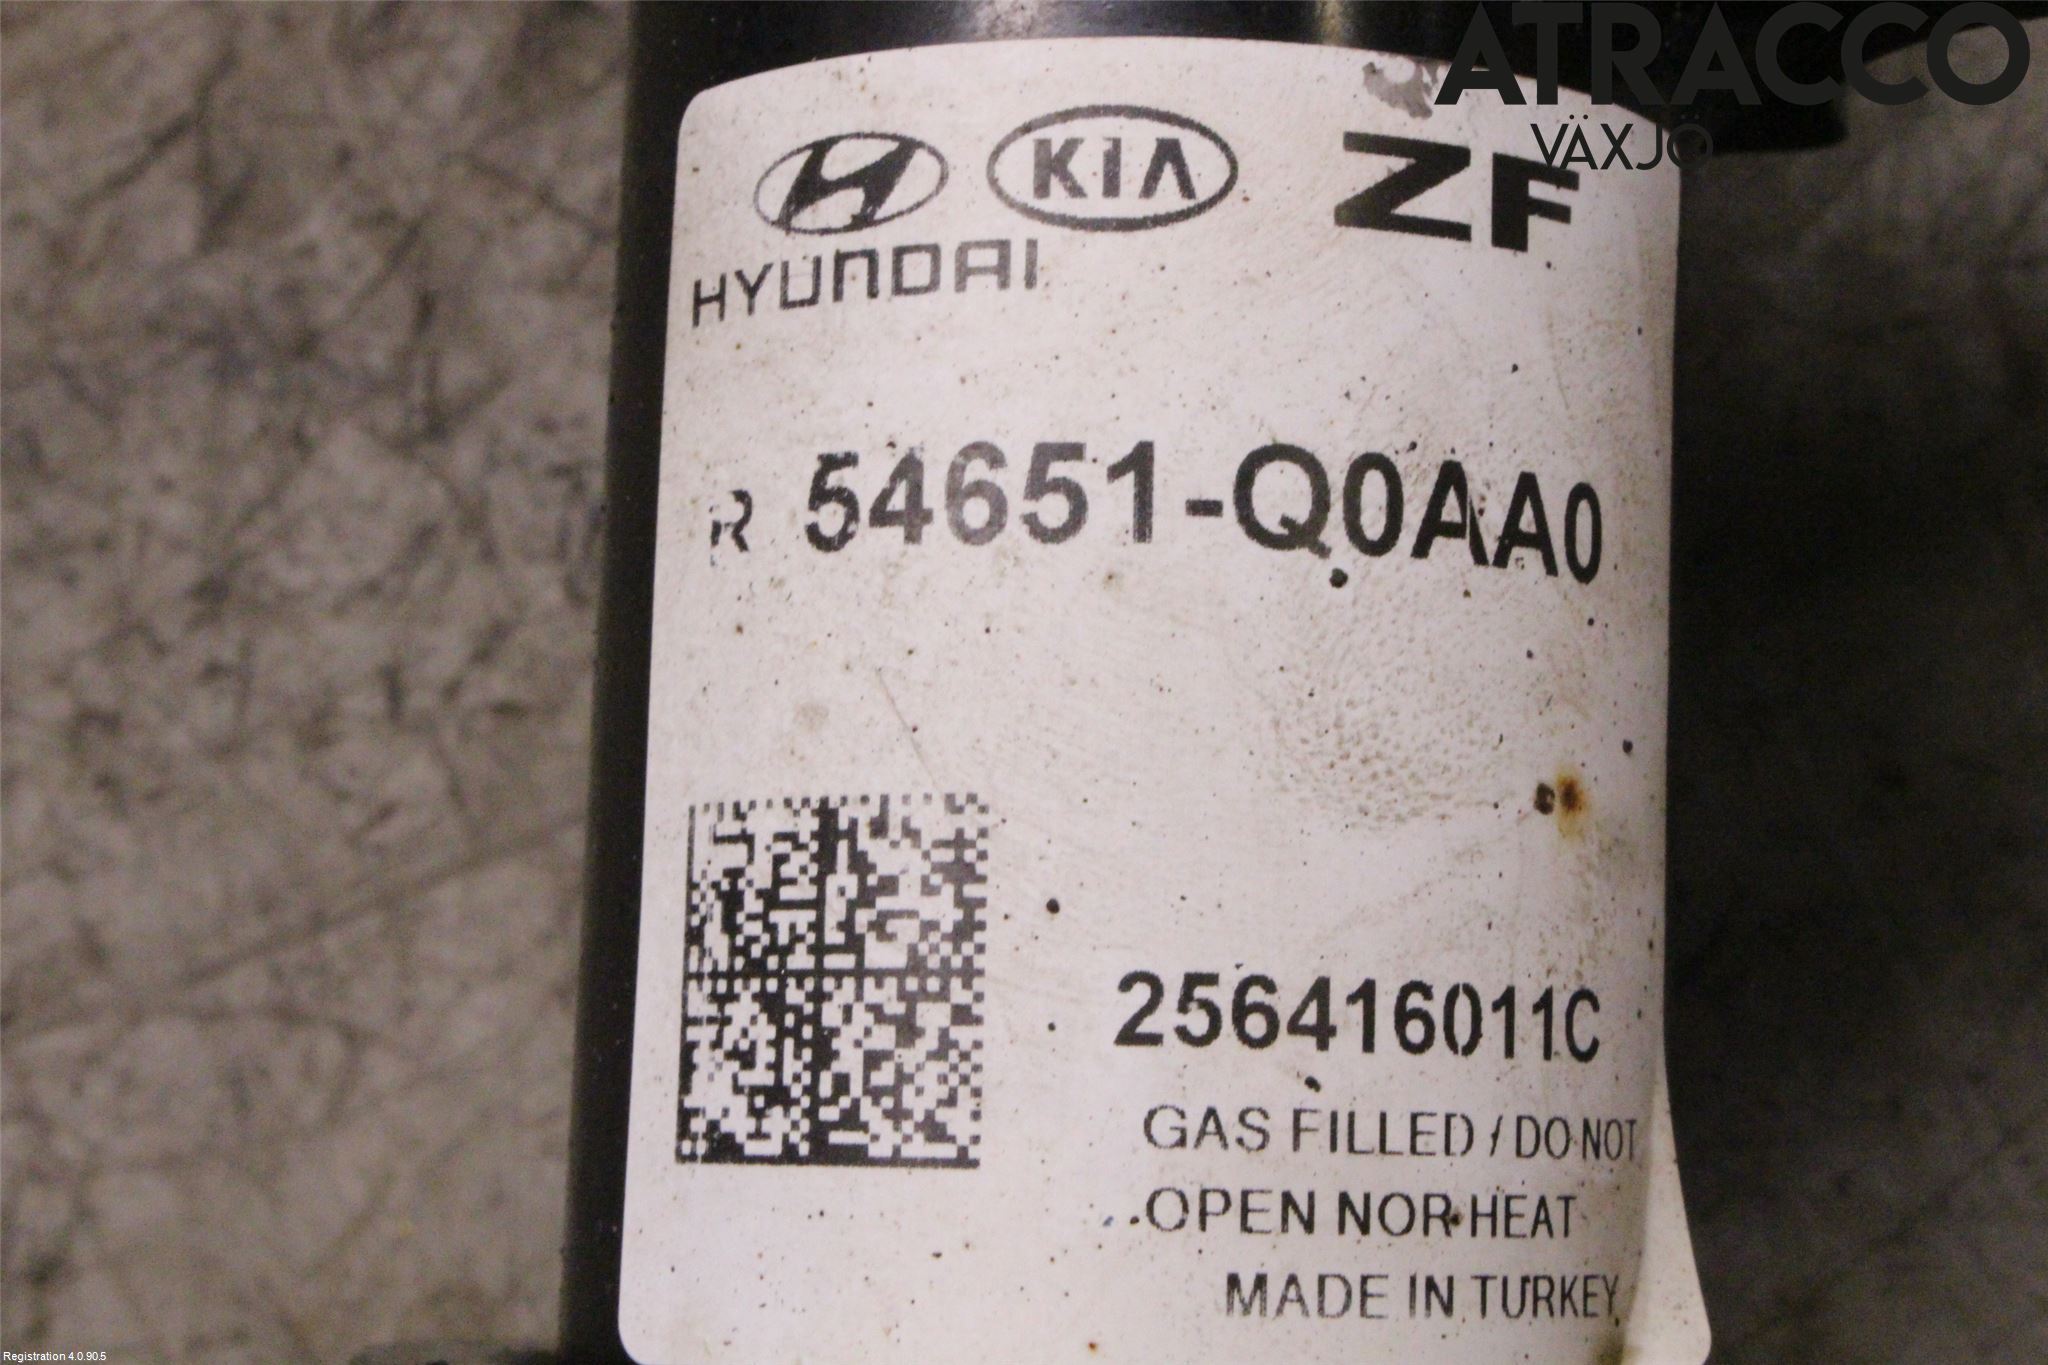 ATRACCO
VÄXJÖ
KIA
ZF
HYUNDAI
R 54651-Q0AA0
256416011C
GAS FILLED / DO NOT
OPEN NOR HEAT
MADE IN TURKEY
Registration 4.0.90.5